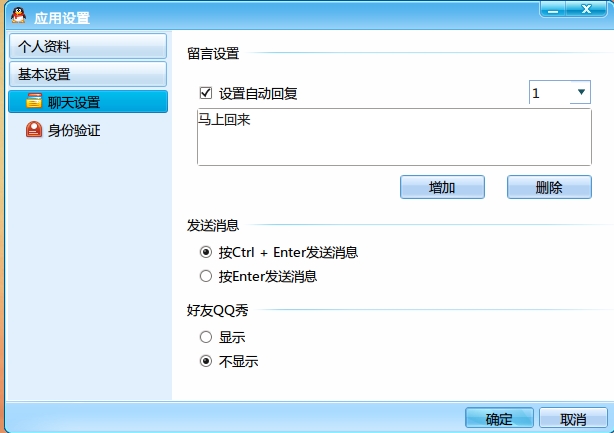 应用设置
个人资料
基本设置
聊天设置
身份验证
留言设置
设置自动回复
1
马上回来
增加
删除
发送消息
按Ctrl + Enter发送消息
按Enter发送消息
好友QQ秀
显示
不显示
确定
取消